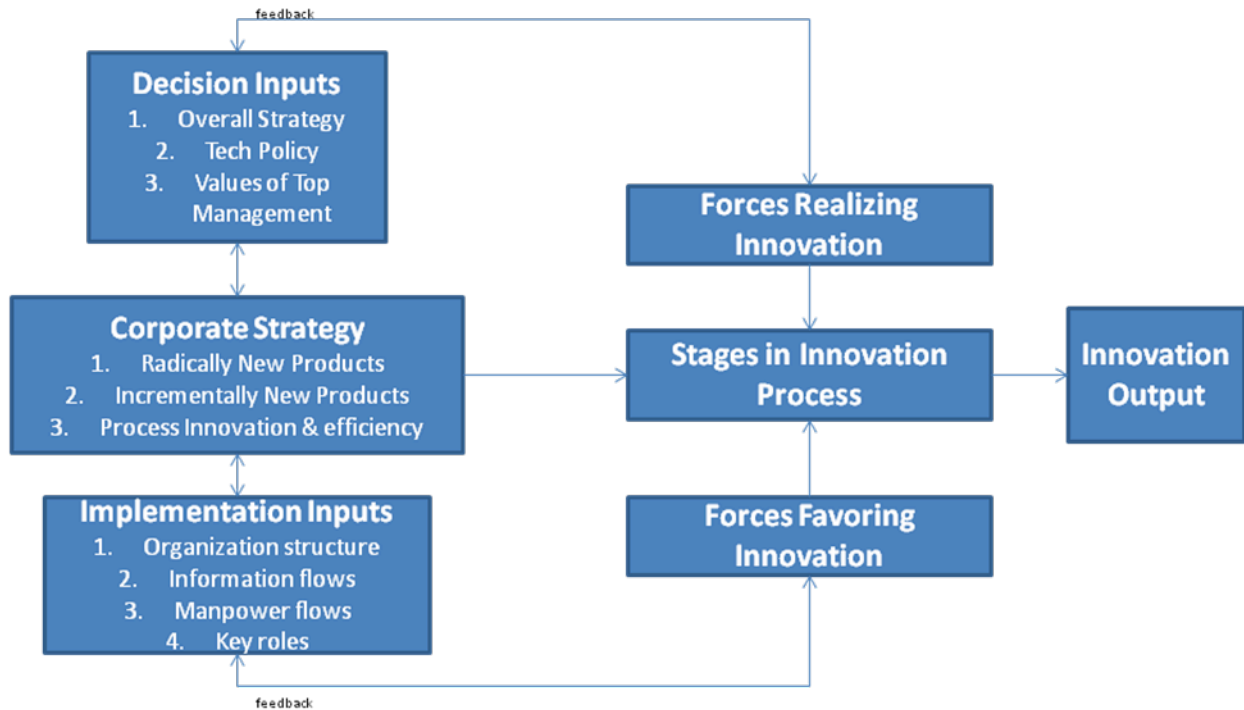 feedback
Decision Inputs
1. Overall Strategy
2. Tech Policy
3. Values of Top
Management
Forces Realizing
Innovation
Corporate Strategy
1. Radically New Products
2. Incrementally New Products
3. Process Innovation & efficiency
Stages in Innovation
Process
Innovation
Output
Implementation Inputs
1. Organization structure
2. Information flows
3. Manpower flows
4. Key roles
Forces Favoring
Innovation
feedback